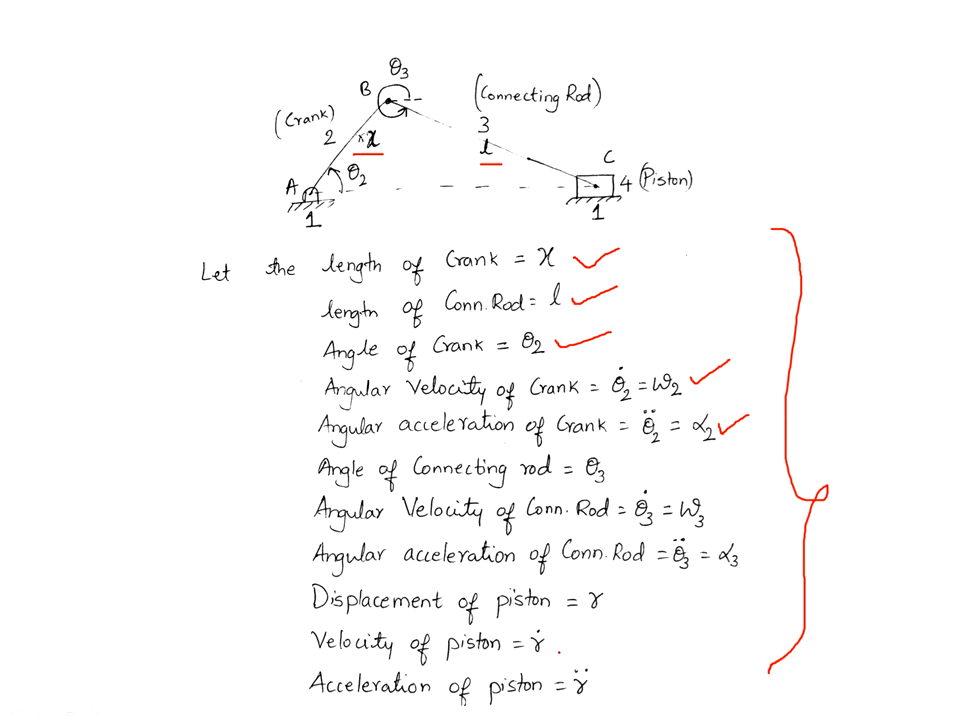 θ3
B
(Connecting Rod)
(Crank)
3
2
x
l
C
θ2
A
4 (Piston)
1
1
Let the length of Crank = x
length of Conn. Rod = l
Angle of Crank = θ2
Angular Velocity of Crank = θ̇2 = ω2
Angular acceleration of Crank = θ̈2 = α2
Angle of Connecting rod = θ3
Angular Velocity of Conn. Rod = θ̇3 = ω3
Angular acceleration of Conn. Rod = θ̈3 = α3
Displacement of piston = r
Velocity of piston = ṙ .
Acceleration of piston = r̈